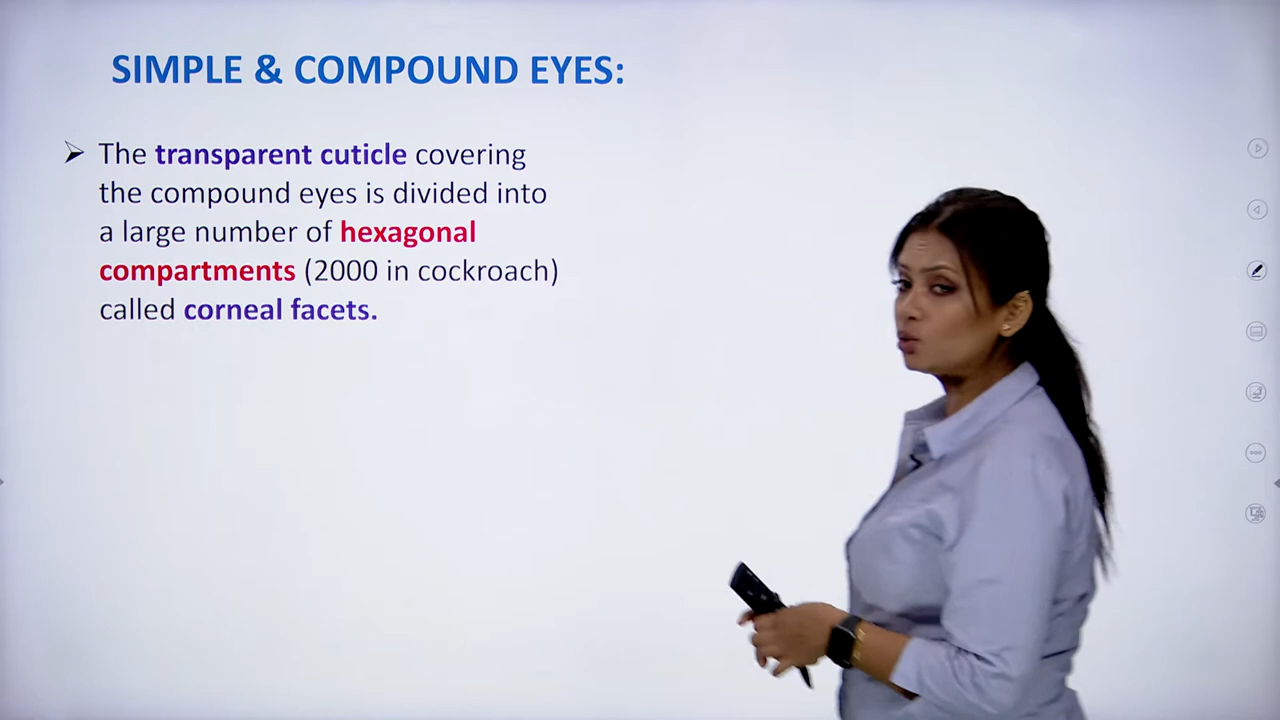 SIMPLE & COMPOUND EYES:
➢ The transparent cuticle covering
the compound eyes is divided into
a large number of hexagonal
compartments (2000 in cockroach)
called corneal facets.